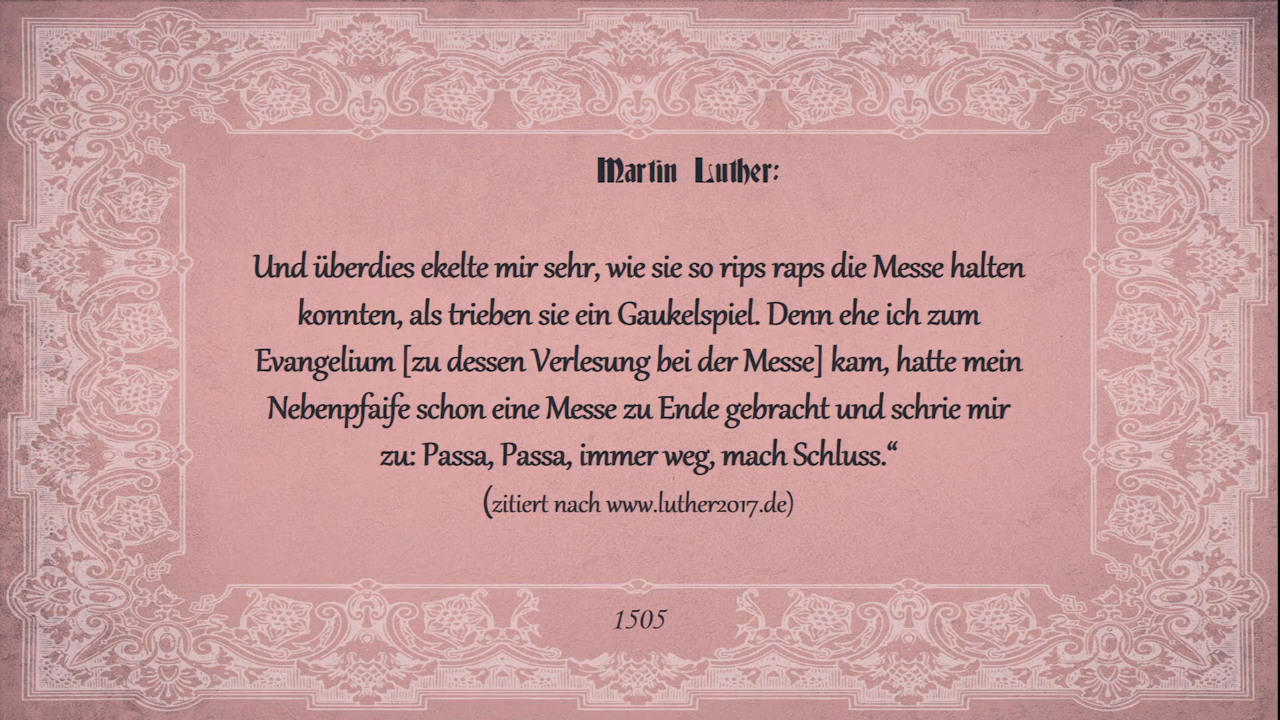 Martin Luther:
Und überdies ekelte mir sehr, wie sie so rips raps die Messe halten
konnten, als trieben sie ein Gaukelspiel. Denn ehe ich zum
Evangelium [zu dessen Verlesung bei der Messe] kam, hatte mein
Nebenpfaife schon eine Messe zu Ende gebracht und schrie mir
zu: Passa, Passa, immer weg, mach Schluss.“
(zitiert nach www.luther2017.de)
1505